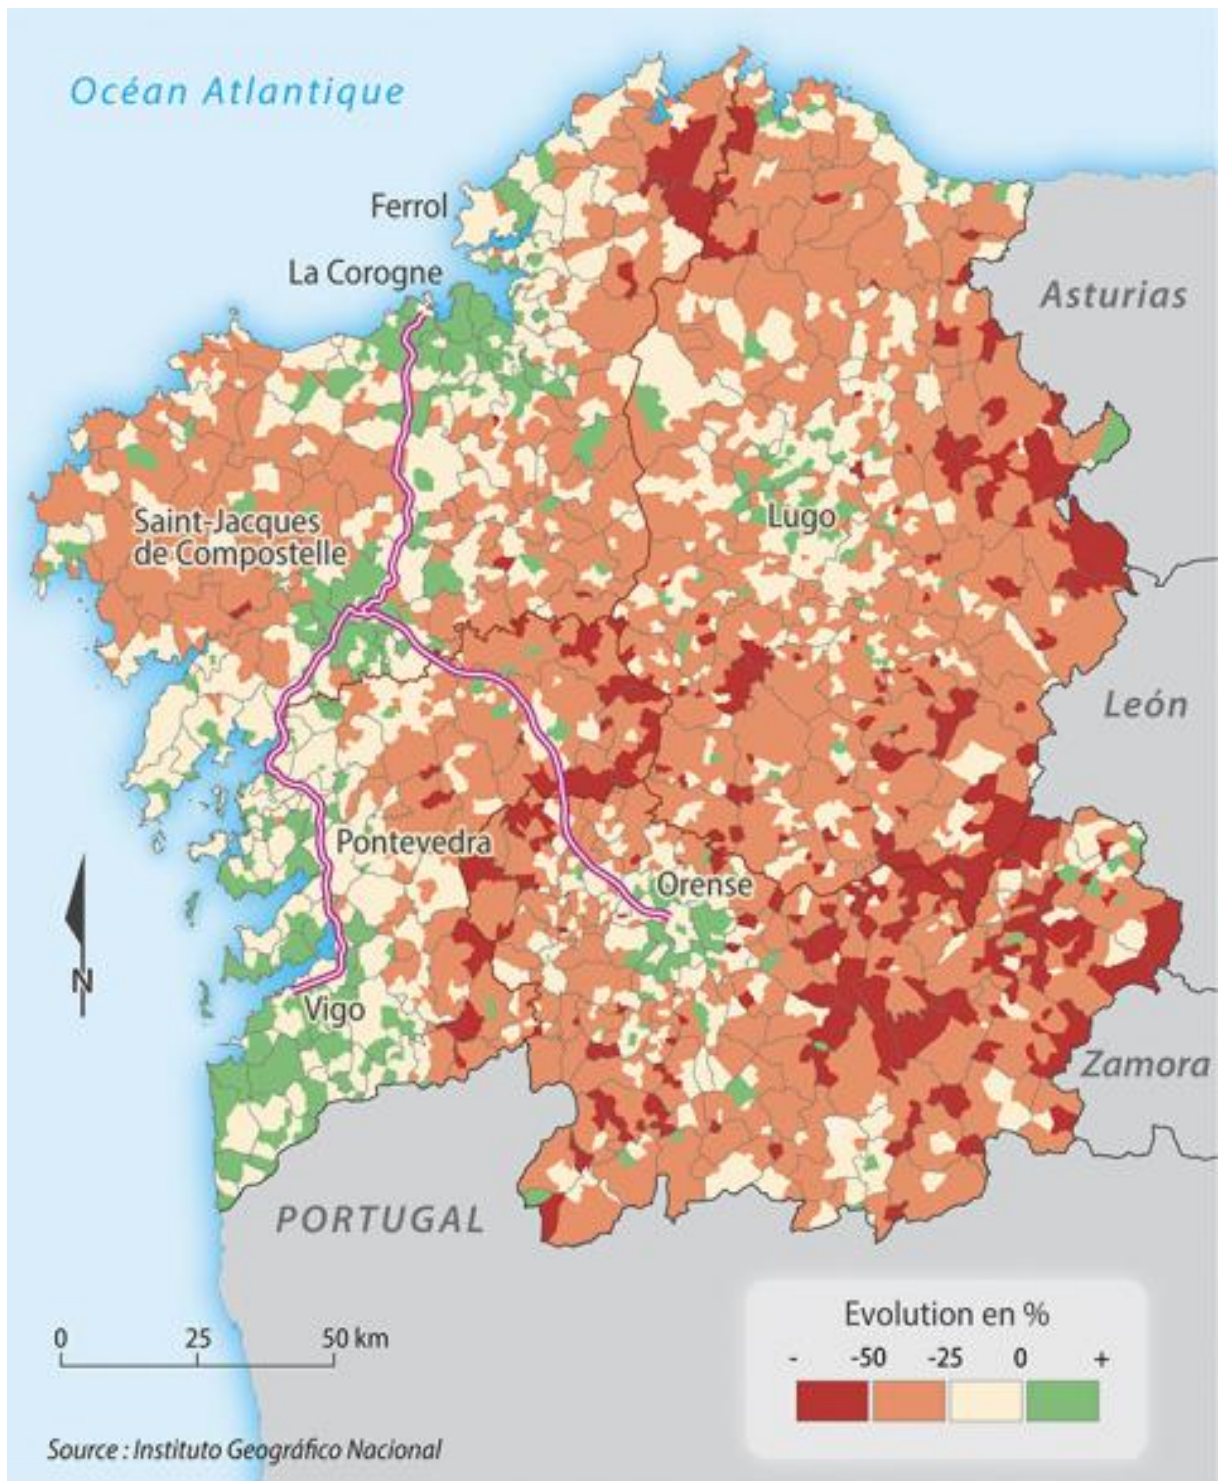 Océan Atlantique
Ferrol
La Corogne
Asturias
Saint-Jacques
de Compostelle
Lugo
León
Pontevedra
Orense
N
Vigo
Zamora
PORTUGAL
Evolution en %
- -50 -25 0 +
0 25 50 km
Source : Instituto Geográfico Nacional